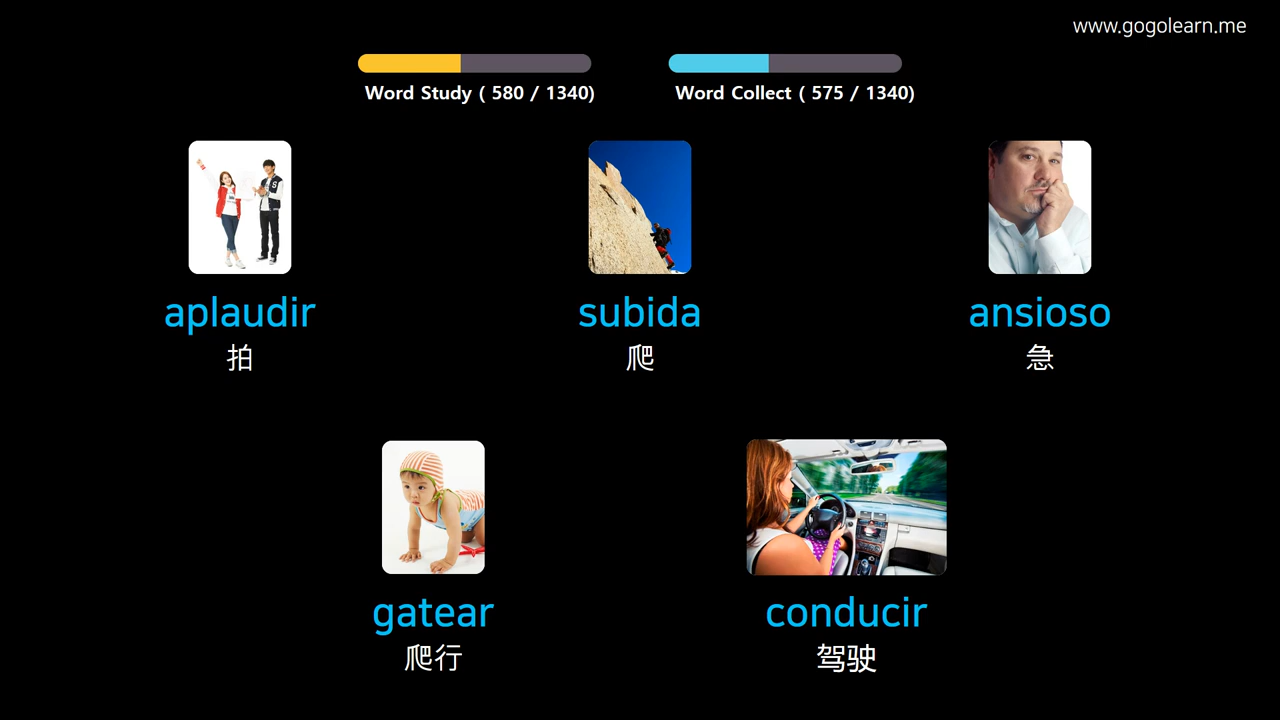 www.gogolearn.me
Word Study ( 580 / 1340)
Word Collect ( 575 / 1340)
aplaudir
拍
subida
爬
ansioso
急
gatear
爬行
conducir
驾驶